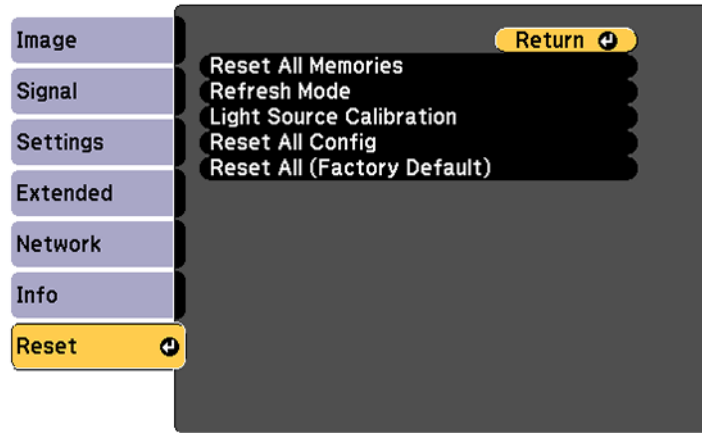 Image
Signal
Settings
Extended
Network
Info
Reset
Return
Reset All Memories
Refresh Mode
Light Source Calibration
Reset All Config
Reset All (Factory Default)